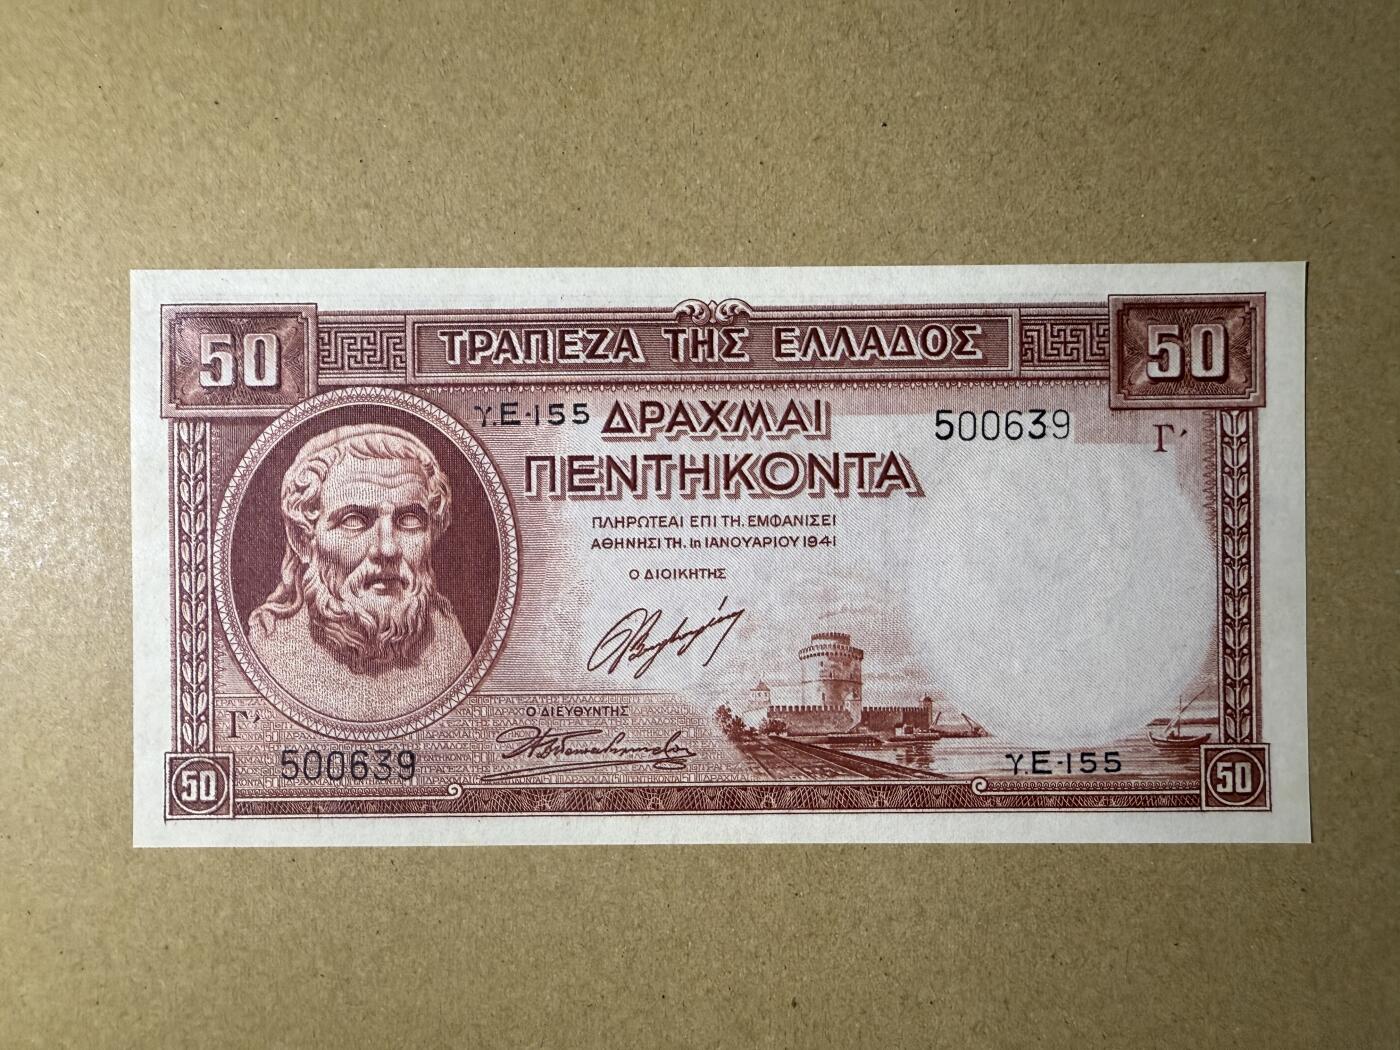 50 ΤΡΑΠΕΖΑ ΤΗΣ ΕΛΛΑΔΟΣ 50
γ.Ε-155 ΔΡΑΧΜΑΙ 500639 Γ′
ΠΕΝΤΗΚΟΝΤΑ
ΠΛΗΡΩΤΕΑΙ ΕΠΙ ΤΗ. ΕΜΦΑΝΙΣΕΙ
ΑΘΗΝΗΣΙ ΤΗ. 1η ΙΑΝΟΥΑΡΙΟΥ 1941
Ο ΔΙΟΙΚΗΤΗΣ
Ο ΔΙΕΥΘΥΝΤΗΣ
Γ′
500639 γ.Ε-155
50 50